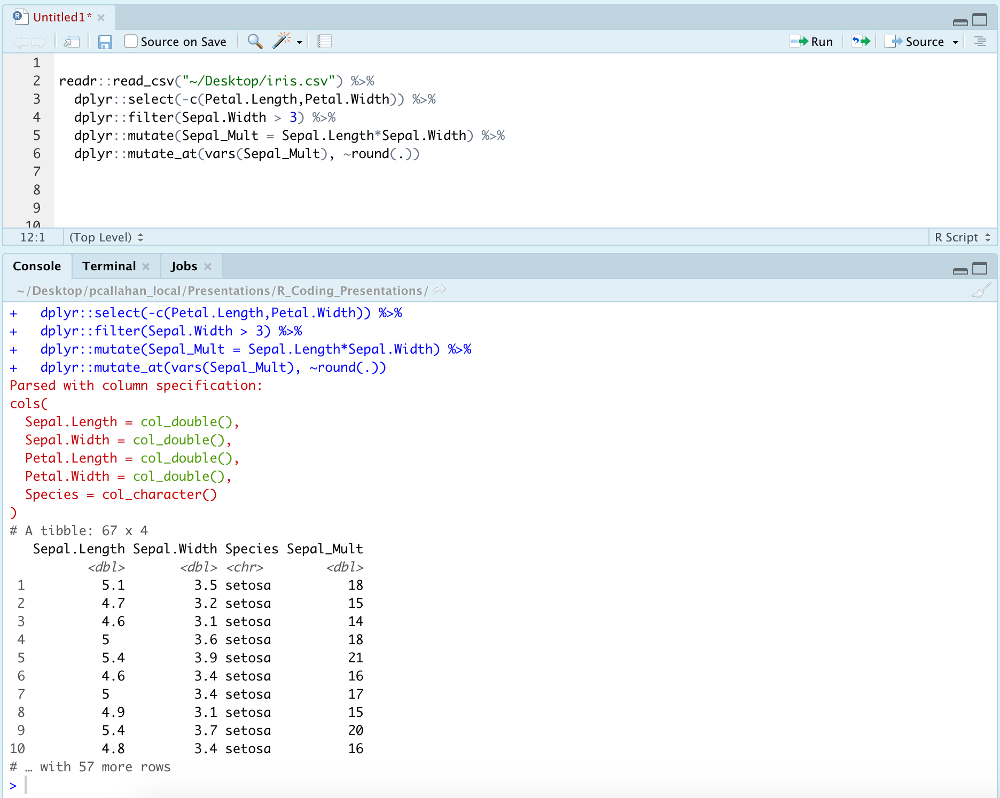 Untitled1*
Source on Save Run Source
1
2 readr::read_csv("~/Desktop/iris.csv") %>%
3   dplyr::select(-c(Petal.Length,Petal.Width)) %>%
4   dplyr::filter(Sepal.Width > 3) %>%
5   dplyr::mutate(Sepal_Mult = Sepal.Length*Sepal.Width) %>%
6   dplyr::mutate_at(vars(Sepal_Mult), ~round(.))
7
8
9
10
12:1 (Top Level) R Script
Console Terminal Jobs
~/Desktop/pcallahan_local/Presentations/R_Coding_Presentations/
+   dplyr::select(-c(Petal.Length,Petal.Width)) %>%
+   dplyr::filter(Sepal.Width > 3) %>%
+   dplyr::mutate(Sepal_Mult = Sepal.Length*Sepal.Width) %>%
+   dplyr::mutate_at(vars(Sepal_Mult), ~round(.))
Parsed with column specification:
cols(
  Sepal.Length = col_double(),
  Sepal.Width = col_double(),
  Petal.Length = col_double(),
  Petal.Width = col_double(),
  Species = col_character()
)
# A tibble: 67 x 4
   Sepal.Length Sepal.Width Species Sepal_Mult
          <dbl>       <dbl> <chr>        <dbl>
 1          5.1         3.5 setosa          18
 2          4.7         3.2 setosa          15
 3          4.6         3.1 setosa          14
 4          5           3.6 setosa          18
 5          5.4         3.9 setosa          21
 6          4.6         3.4 setosa          16
 7          5           3.4 setosa          17
 8          4.9         3.1 setosa          15
 9          5.4         3.7 setosa          20
10          4.8         3.4 setosa          16
# … with 57 more rows
>